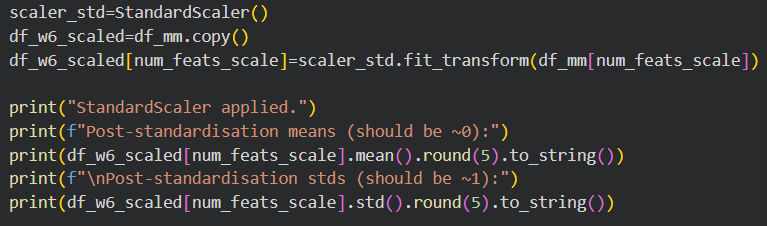 scaler_std=StandardScaler()
df_w6_scaled=df_mm.copy()
df_w6_scaled[num_feats_scale]=scaler_std.fit_transform(df_mm[num_feats_scale])
print("StandardScaler applied.")
print(f"Post-standardisation means (should be ~0):")
print(df_w6_scaled[num_feats_scale].mean().round(5).to_string())
print(f"\nPost-standardisation stds (should be ~1):")
print(df_w6_scaled[num_feats_scale].std().round(5).to_string())